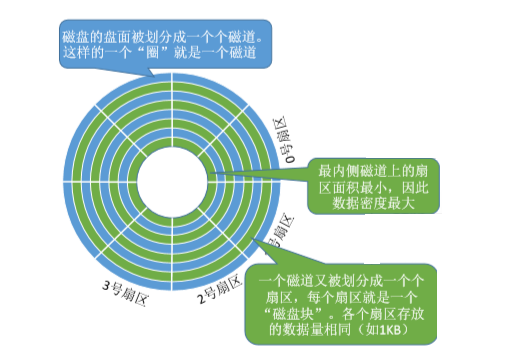 磁盘的盘面被划分成一个个磁道。
这样的一个“圈”就是一个磁道
0号扇区
最内侧磁道上的扇
区面积最小，因此
数据密度最大
号扇区
一个磁道又被划分成一个个
扇区，每个扇区就是一个
“磁盘块”。各个扇区存放
的数据量相同（如1KB）
2号扇区
3号扇区